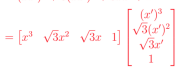 = [x³ √3x² √3x 1] [(x′)³
√3(x′)²
√3x′
1]